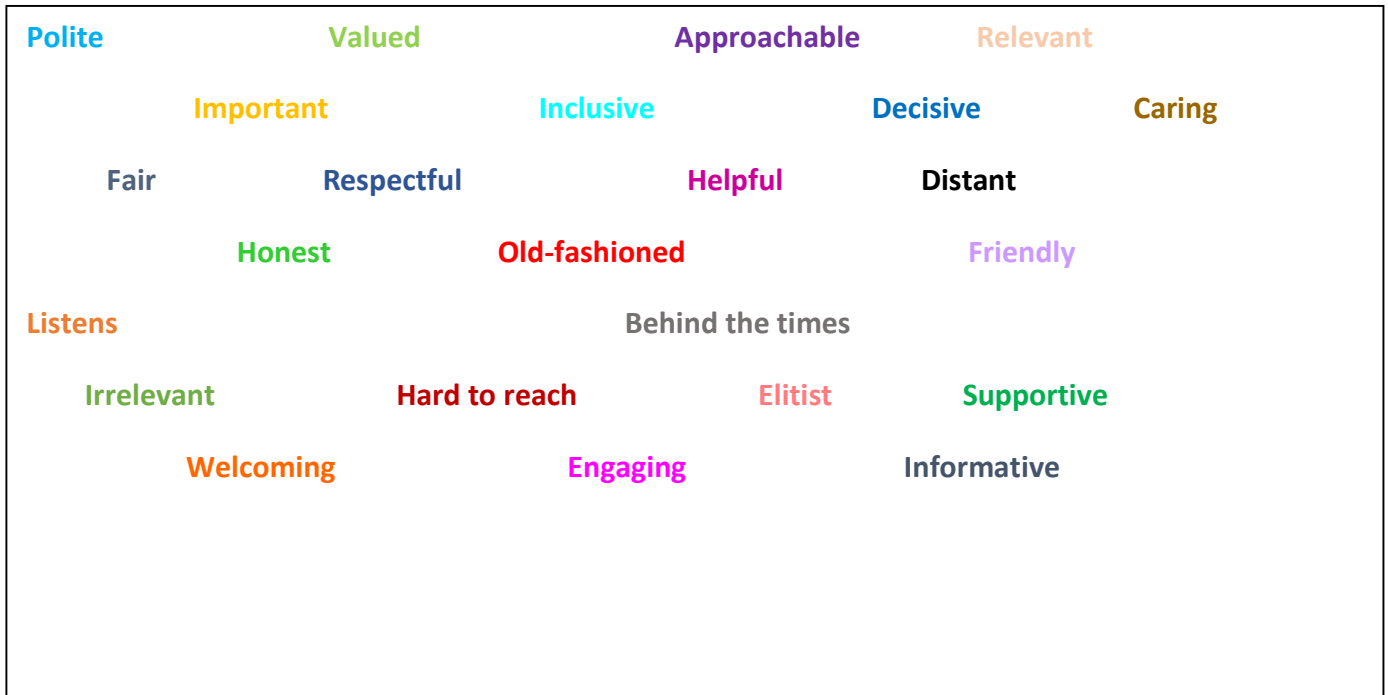 Polite Valued Approachable Relevant
Important Inclusive Decisive Caring
Fair Respectful Helpful Distant
Honest Old-fashioned Friendly
Listens Behind the times
Irrelevant Hard to reach Elitist Supportive
Welcoming Engaging Informative